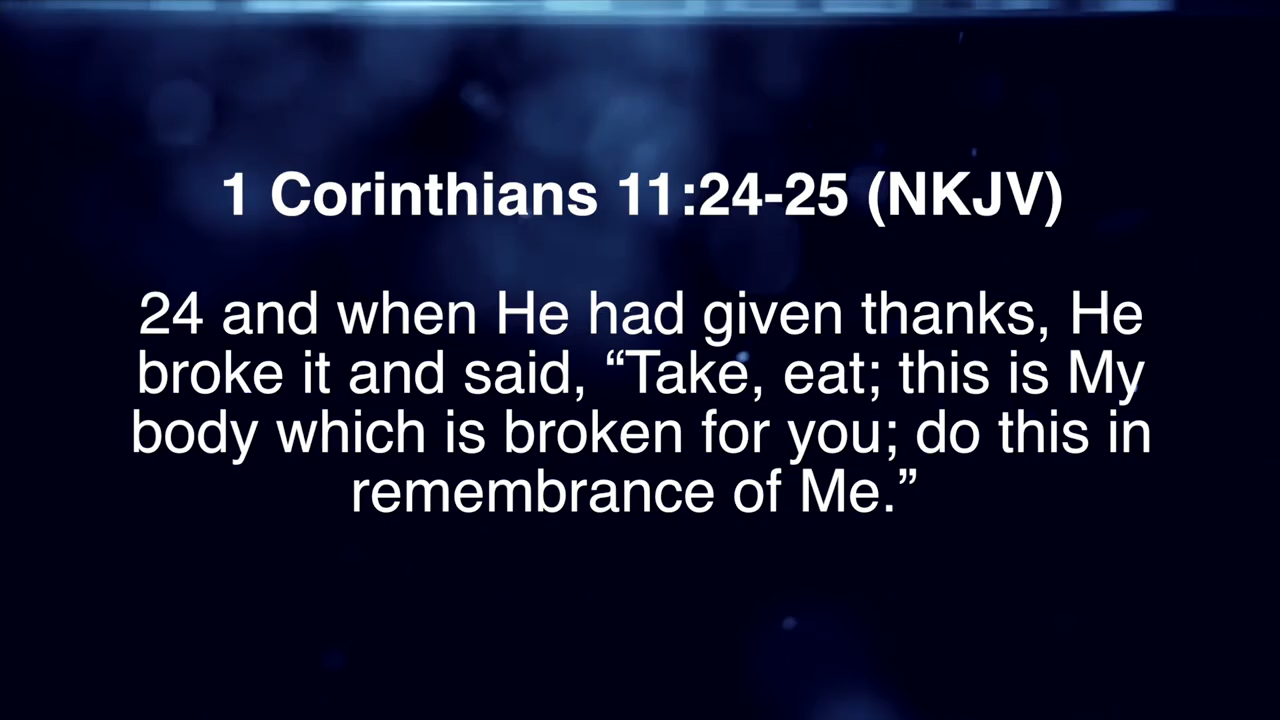 1 Corinthians 11:24-25 (NKJV)
24 and when He had given thanks, He
broke it and said, “Take, eat; this is My
body which is broken for you; do this in
remembrance of Me.”